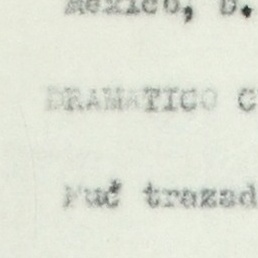 Mexico, D.
DRAMATICO C
Fué trazad